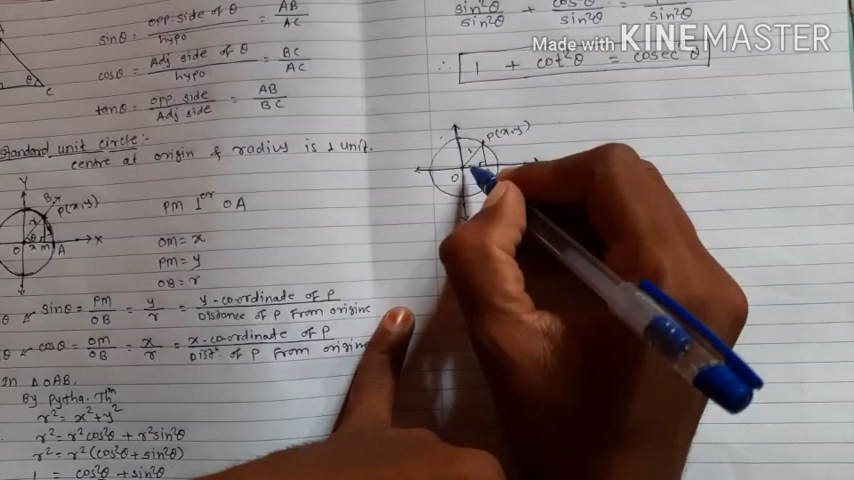 A
θ
C
sinθ = opp. side of θ / hypo = AB / AC
cosθ = Adj side of θ / hypo = BC / AC
tanθ = opp. side / Adj side = AB / BC
Standard unit circle:-
centre at origin & radius is 1 unit.
Y
B
P(x,y)
r
y
θ
O x M A X
PM ⊥er OA
OM = x
PM = y
OB = r
θ sinθ = PM / OB = y / r = y-coordinate of P / Distance of P From origine
θ cosθ = OM / OB = x / r = x-coordinate of P / Dist. of P From origine
In △OAB,
By pytha. Thm
r² = x² + y²
r² = r²cos²θ + r²sin²θ
r² = r²(cos²θ + sin²θ)
1 = cos²θ + sin²θ
sin²θ / sin²θ + cos²θ / sin²θ = 1 / sin²θ
Made with KINEMASTER
∴ 1 + cot²θ = cosec²θ
P(x,y)
O